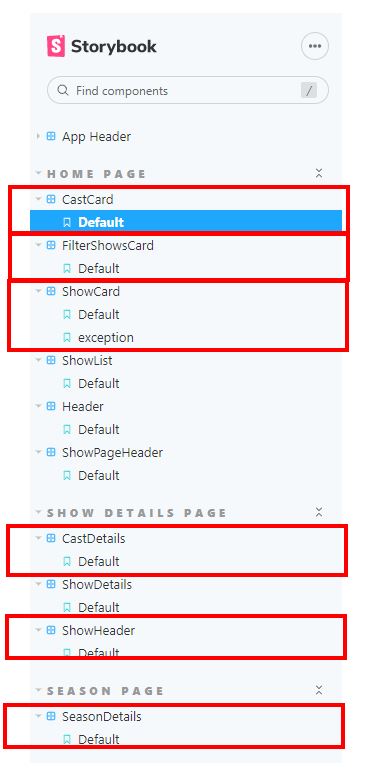 Storybook
Find components /
App Header
HOME PAGE
CastCard
Default
FilterShowsCard
Default
ShowCard
Default
exception
ShowList
Default
Header
Default
ShowPageHeader
Default
SHOW DETAILS PAGE
CastDetails
Default
ShowDetails
Default
ShowHeader
Default
SEASON PAGE
SeasonDetails
Default